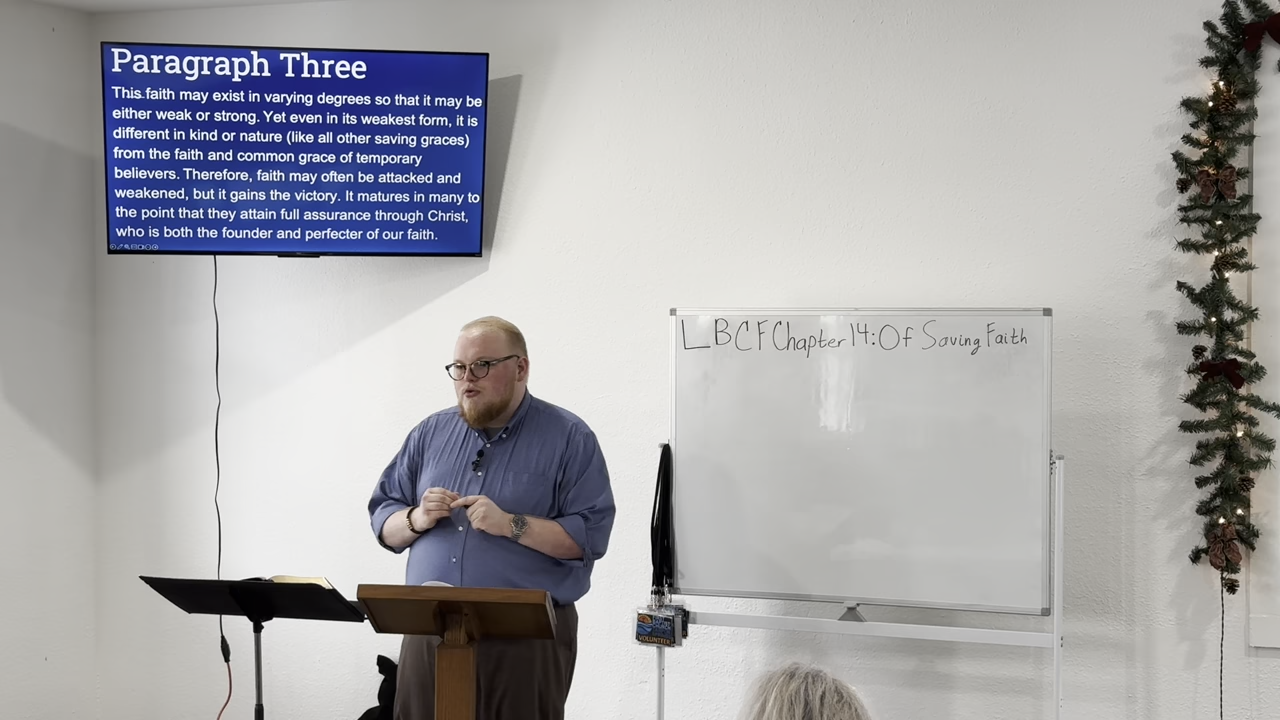 Paragraph Three
This faith may exist in varying degrees so that it may be
either weak or strong. Yet even in its weakest form, it is
different in kind or nature (like all other saving graces)
from the faith and common grace of temporary
believers. Therefore, faith may often be attacked and
weakened, but it gains the victory. It matures in many to
the point that they attain full assurance through Christ,
who is both the founder and perfecter of our faith.
LBCF Chapter 14: Of Saving Faith
VOLUNTEER